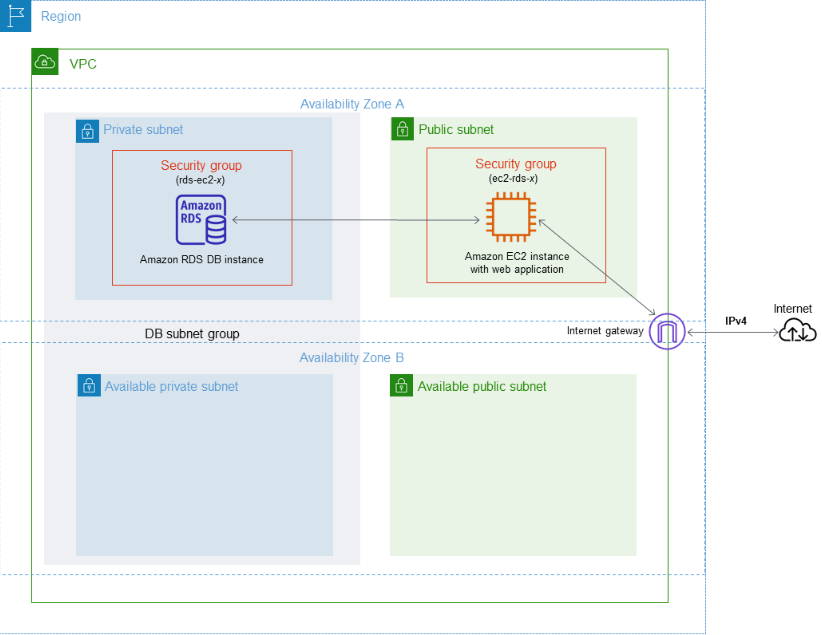 Region
VPC
Availability Zone A
Private subnet
Public subnet
Security group
(rds-ec2-x)
Amazon
RDS
Amazon RDS DB instance
Security group
(ec2-rds-x)
Amazon EC2 instance
with web application
Internet gateway
IPv4
Internet
DB subnet group
Availability Zone B
Available private subnet
Available public subnet